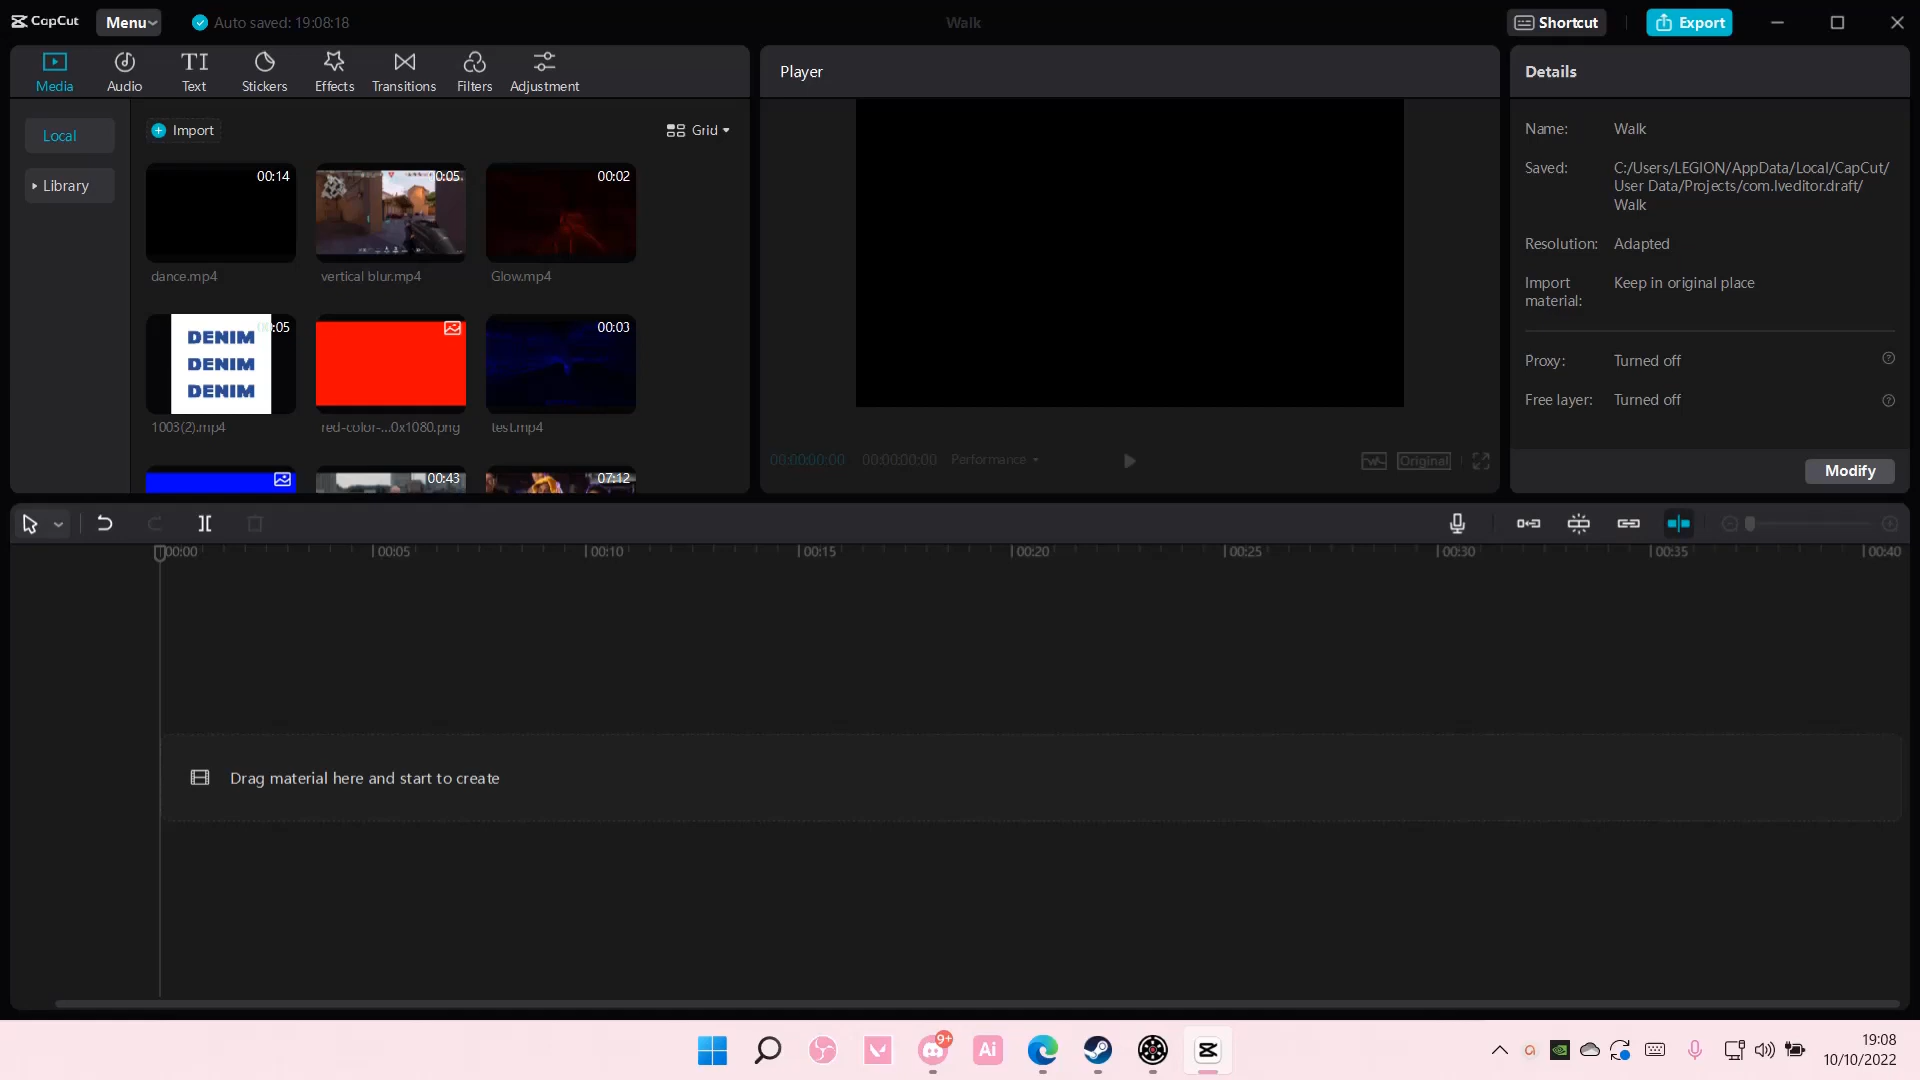 CapCut
Menu
Auto saved: 19:08:18
Walk
Shortcut
Export
Media
Audio
Text
Stickers
Effects
Transitions
Filters
Adjustment
Player
Details
Local
Library
Import
Grid
00:14
00:05
00:02
dance.mp4
vertical blur.mp4
Glow.mp4
DENIM
DENIM
DENIM
:05
00:03
1003(2).mp4
red-color-...0x1080.png
test.mp4
00:43
07:12
00:00:00:00
00:00:00:00
Performance
Original
Name: Walk
Saved: C:/Users/LEGION/AppData/Local/CapCut/
User Data/Projects/com.lveditor.draft/
Walk
Resolution: Adapted
Import material: Keep in original place
Proxy: Turned off
Free layer: Turned off
Modify
00:00
00:05
00:10
00:15
00:20
00:25
00:30
00:35
00:40
Drag material here and start to create
9+
Ai
19:08
10/10/2022